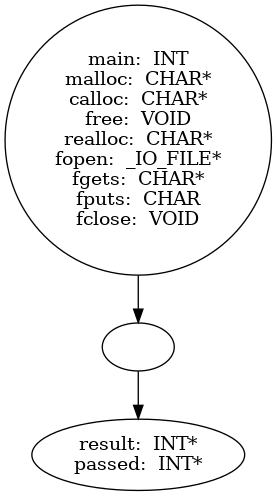 main: INT
malloc: CHAR*
calloc: CHAR*
free: VOID
realloc: CHAR*
fopen: _IO_FILE*
fgets: CHAR*
fputs: CHAR
fclose: VOID
result: INT*
passed: INT*